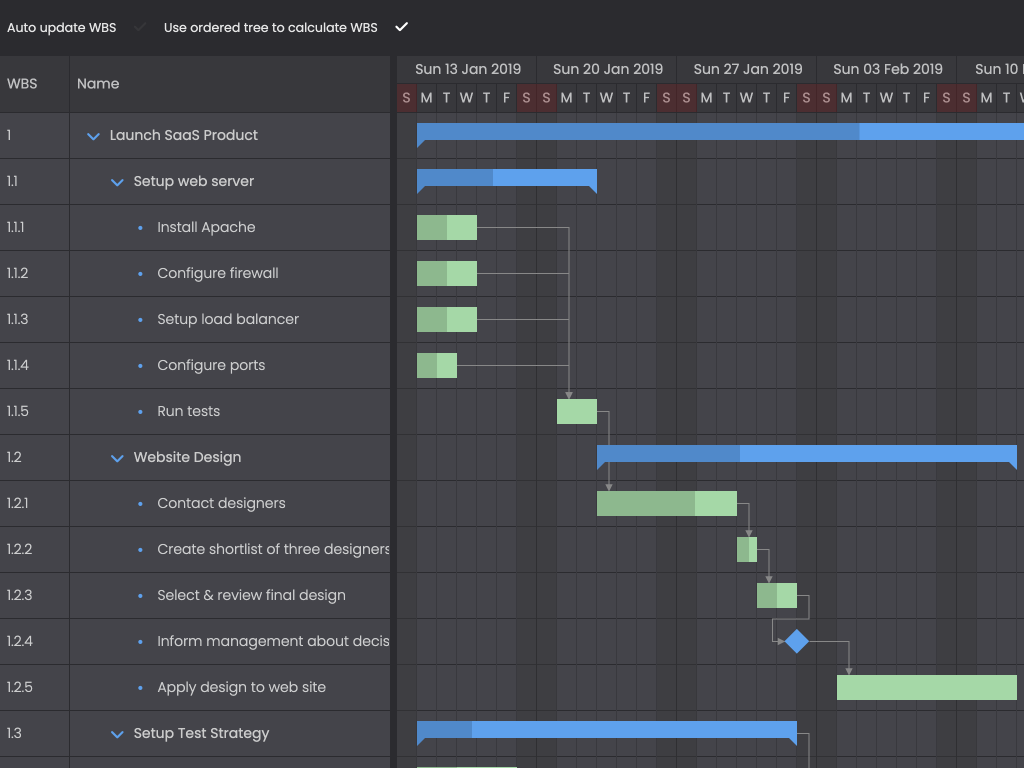 Auto update WBS Use ordered tree to calculate WBS
WBS Name
Sun 13 Jan 2019 Sun 20 Jan 2019 Sun 27 Jan 2019 Sun 03 Feb 2019 Sun 10
S M T W T F S S M T W T F S S M T W T F S S M T W T F S S M T W
1 Launch SaaS Product
1.1 Setup web server
1.1.1 Install Apache
1.1.2 Configure firewall
1.1.3 Setup load balancer
1.1.4 Configure ports
1.1.5 Run tests
1.2 Website Design
1.2.1 Contact designers
1.2.2 Create shortlist of three designers
1.2.3 Select & review final design
1.2.4 Inform management about decis
1.2.5 Apply design to web site
1.3 Setup Test Strategy